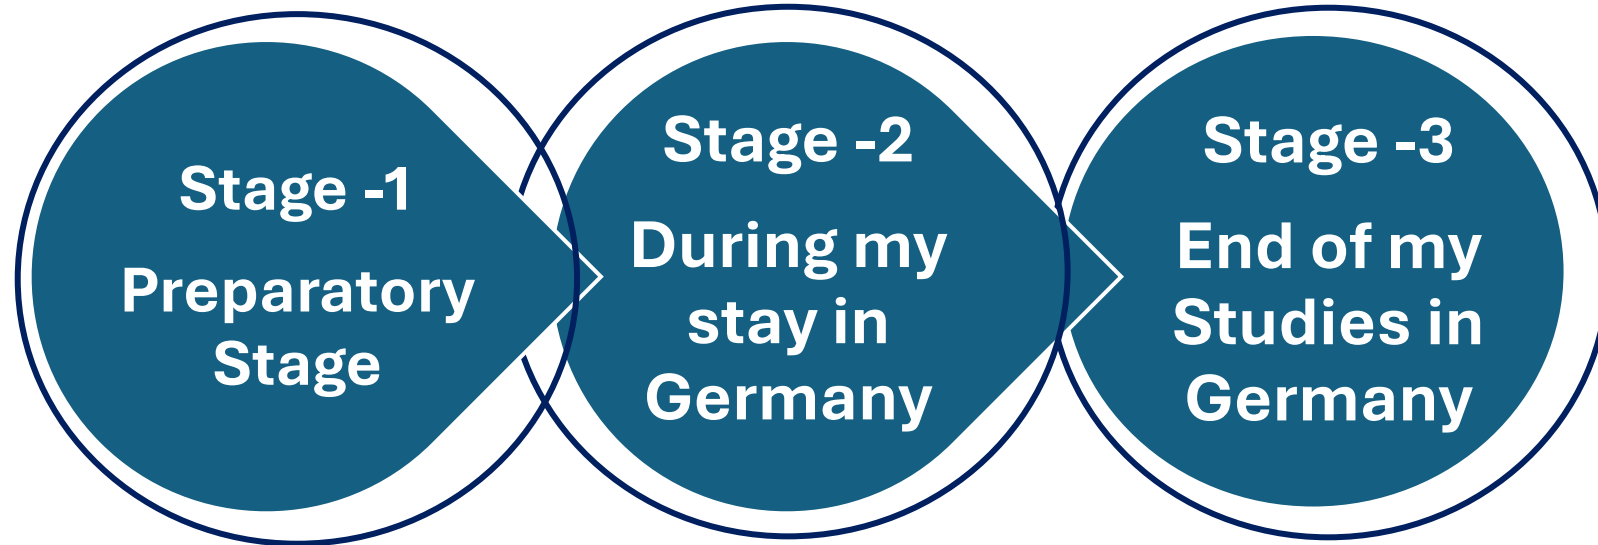 Stage -1
Preparatory
Stage
Stage -2
During my
stay in
Germany
Stage -3
End of my
Studies in
Germany